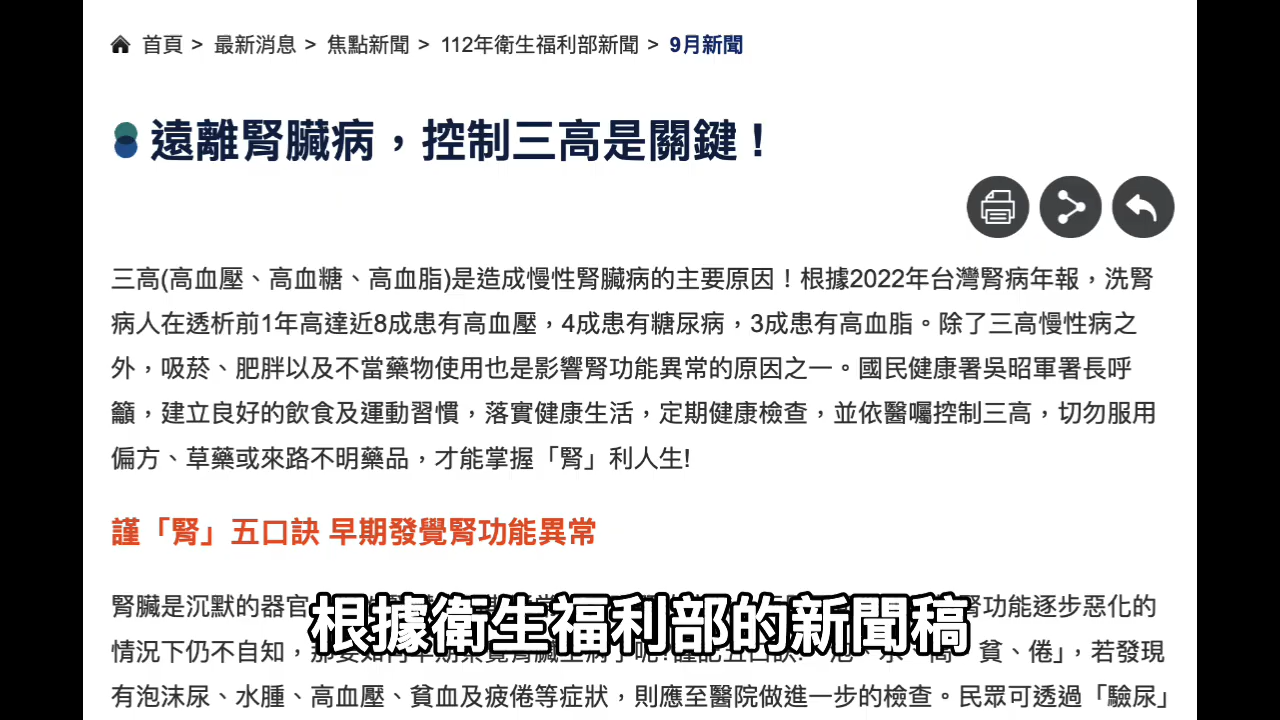 首頁 > 最新消息 > 焦點新聞 > 112年衛生福利部新聞 > 9月新聞
遠離腎臟病，控制三高是關鍵！
三高(高血壓、高血糖、高血脂)是造成慢性腎臟病的主要原因！根據2022年台灣腎病年報，洗腎
病人在透析前1年高達近8成患有高血壓，4成患有糖尿病，3成患有高血脂。除了三高慢性病之
外，吸菸、肥胖以及不當藥物使用也是影響腎功能異常的原因之一。國民健康署吳昭軍署長呼
籲，建立良好的飲食及運動習慣，落實健康生活，定期健康檢查，並依醫囑控制三高，切勿服用
偏方、草藥或來路不明藥品，才能掌握「腎」利人生!
謹「腎」五口訣 早期發覺腎功能異常
腎臟是沉默的器官 腎功能逐步惡化的
根據衛生福利部的新聞稿
情況下仍不自知， 貧、倦」，若發現
有泡沫尿、水腫、高血壓、貧血及疲倦等症狀，則應至醫院做進一步的檢查。民眾可透過「驗尿」